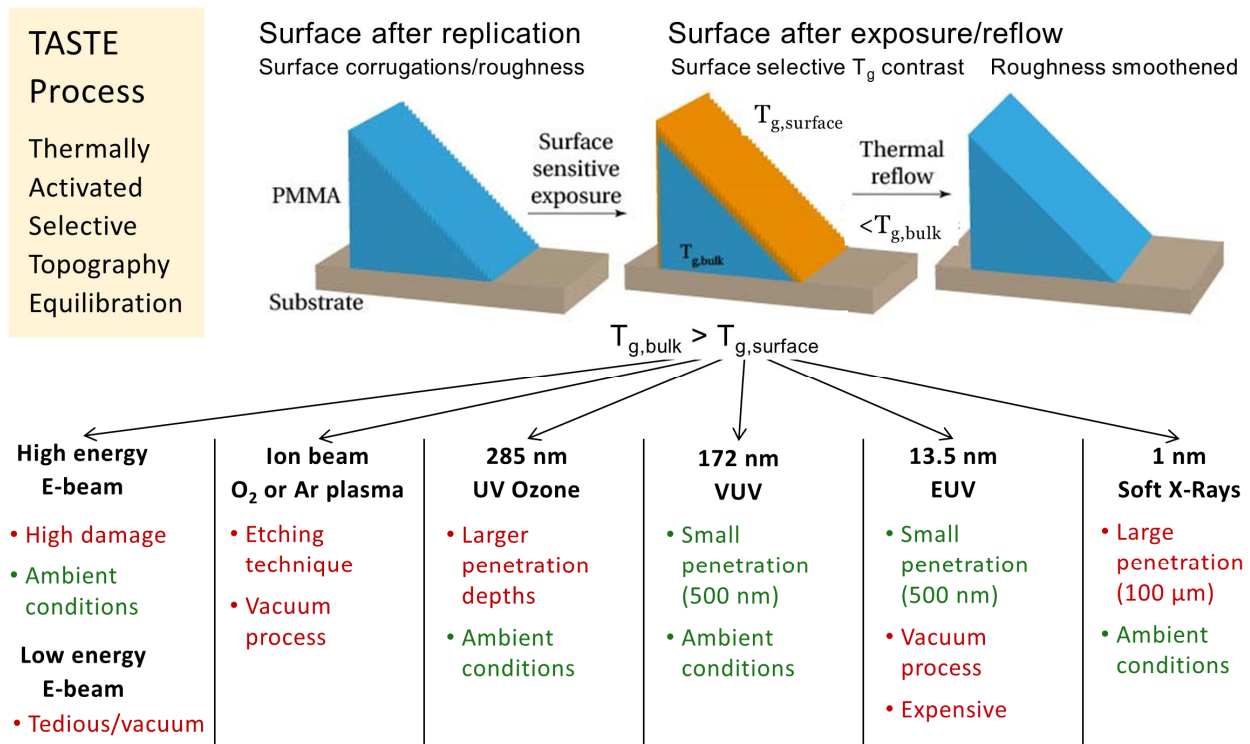 TASTE
Process
Thermally
Activated
Selective
Topography
Equilibration
Surface after replication
Surface corrugations/roughness
Surface after exposure/reflow
Surface selective Tg contrast
Roughness smoothened
PMMA
Substrate
Surface
sensitive
exposure
Tg,surface
Tg,bulk
Thermal
reflow
<Tg,bulk
Tg,bulk > Tg,surface
High energy
E-beam
• High damage
• Ambient
conditions
Low energy
E-beam
• Tedious/vacuum
Ion beam
O2 or Ar plasma
• Etching
technique
• Vacuum
process
285 nm
UV Ozone
• Larger
penetration
depths
• Ambient
conditions
172 nm
VUV
• Small
penetration
(500 nm)
• Ambient
conditions
13.5 nm
EUV
• Small
penetration
(500 nm)
• Vacuum
process
• Expensive
1 nm
Soft X-Rays
• Large
penetration
(100 µm)
• Ambient
conditions